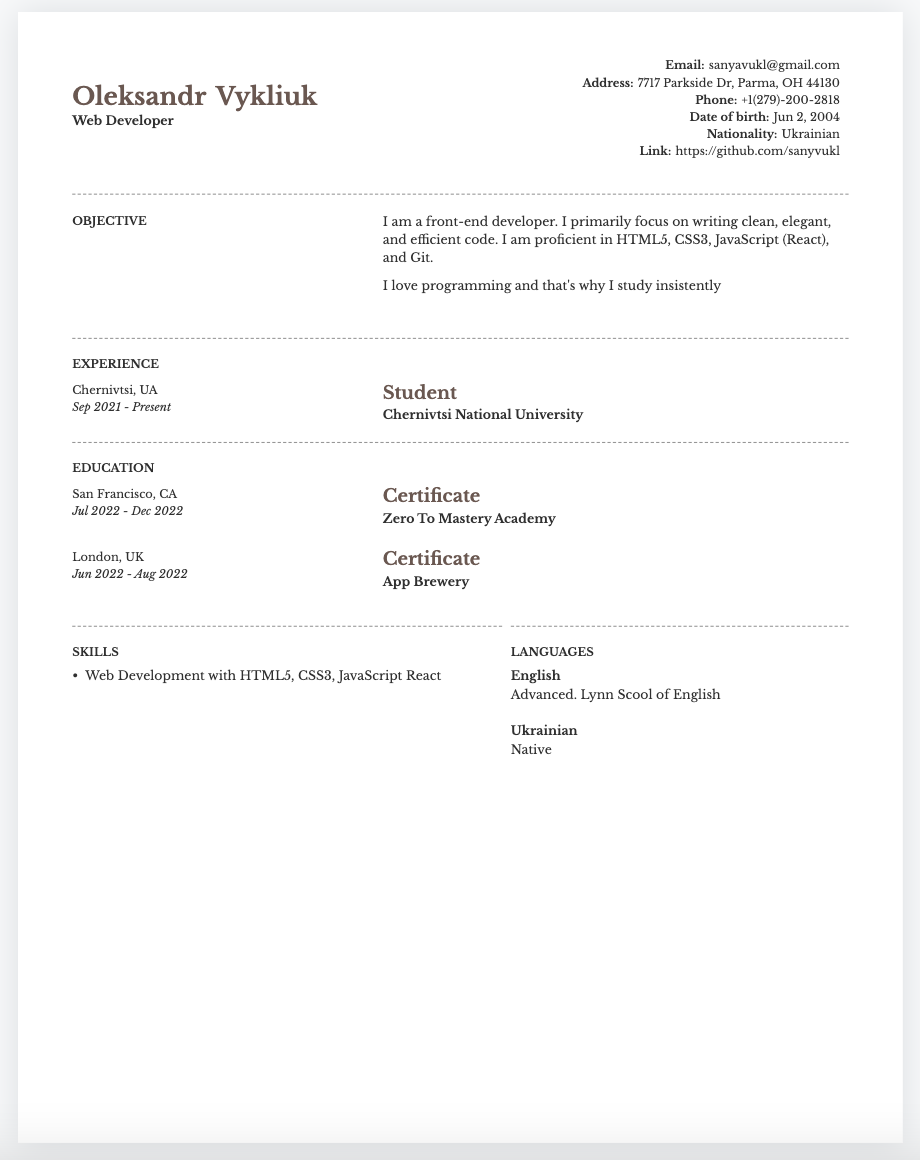 Oleksandr Vykliuk
Web Developer
Email: sanyavukl@gmail.com
Address: 7717 Parkside Dr, Parma, OH 44130
Phone: +1(279)-200-2818
Date of birth: Jun 2, 2004
Nationality: Ukrainian
Link: https://github.com/sanyvukl
OBJECTIVE
I am a front-end developer. I primarily focus on writing clean, elegant,
and efficient code. I am proficient in HTML5, CSS3, JavaScript (React),
and Git.
I love programming and that's why I study insistently
EXPERIENCE
Chernivtsi, UA
Sep 2021 - Present
Student
Chernivtsi National University
EDUCATION
San Francisco, CA
Jul 2022 - Dec 2022
Certificate
Zero To Mastery Academy
London, UK
Jun 2022 - Aug 2022
Certificate
App Brewery
SKILLS
• Web Development with HTML5, CSS3, JavaScript React
LANGUAGES
English
Advanced. Lynn Scool of English
Ukrainian
Native